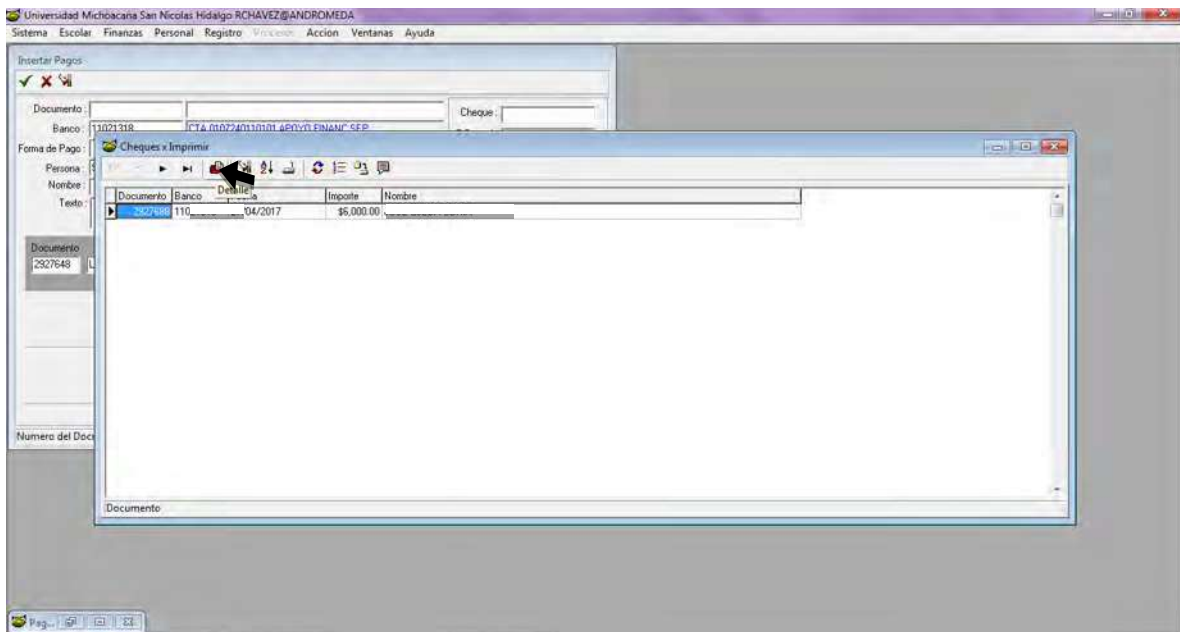 Universidad Michoacana San Nicolas Hidalgo RCHAVEZ@ANDROMEDA
Sistema Escolar Finanzas Personal Registro Procesos Accion Ventanas Ayuda
Insertar Pagos
Documento :
Cheque :
Banco : 11021318 CTA 0107240110101 APOYO FINANC SEP
Forma de Pago :
Cheques x Imprimir
Persona :
Nombre :
Detalle
Texto :
Documento Banco Importe Nombre
2927688 110 04/2017 $6,000.00
Documento
2927648
Numero del Doc
Documento
Pag...